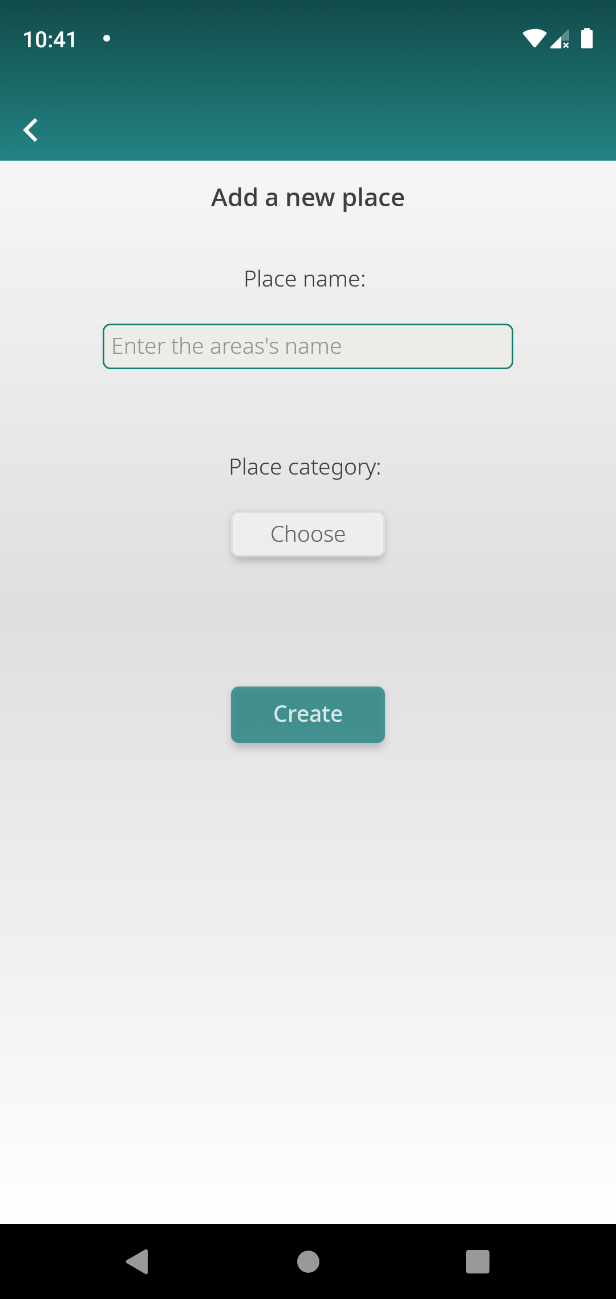 10:41
Add a new place
Place name:
Enter the areas's name
Place category:
Choose
Create